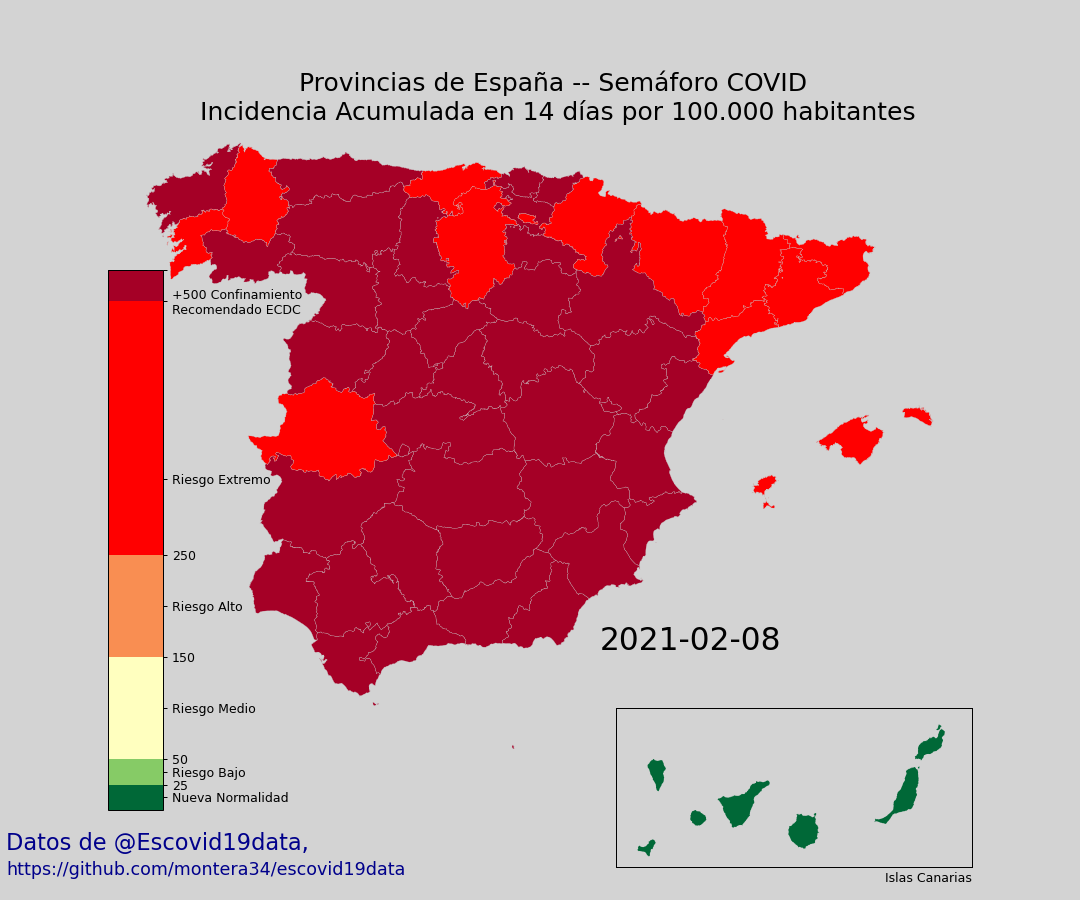 Provincias de España -- Semáforo COVID
Incidencia Acumulada en 14 días por 100.000 habitantes
+500 Confinamiento
Recomendado ECDC
Riesgo Extremo
250
Riesgo Alto
150
Riesgo Medio
50
Riesgo Bajo
25
Nueva Normalidad
2021-02-08
Islas Canarias
Datos de @Escovid19data,
https://github.com/montera34/escovid19data